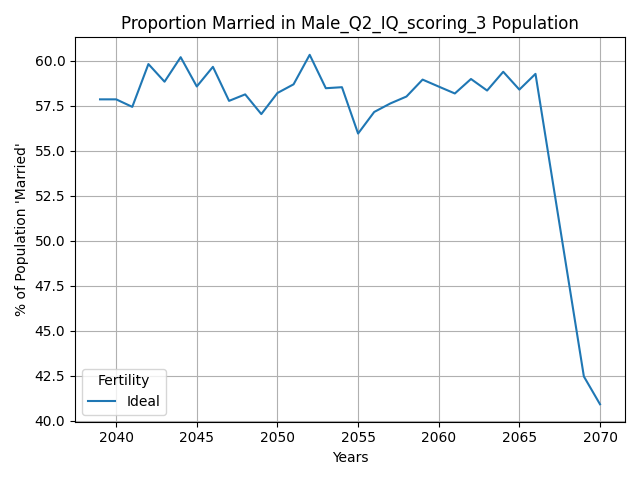 Proportion Married in Male_Q2_IQ_scoring_3 Population
% of Population 'Married'
60.0
57.5
55.0
52.5
50.0
47.5
45.0
42.5
40.0
Fertility
Ideal
2040 2045 2050 2055 2060 2065 2070
Years